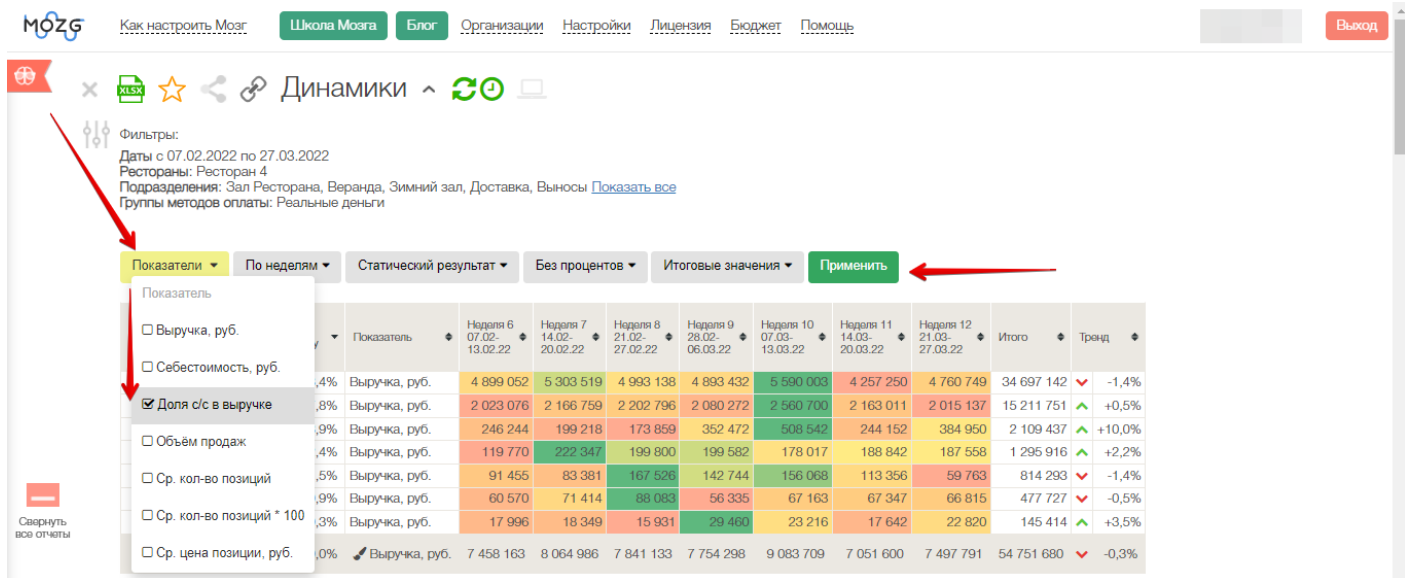 MOZG Как настроить Мозг Школа Мозга Блог Организации Настройки Лицензия Бюджет Помощь Выход
XLSX Динамики
Фильтры:
Даты с 07.02.2022 по 27.03.2022
Рестораны: Ресторан 4
Подразделения: Зал Ресторана, Веранда, Зимний зал, Доставка, Выносы Показать все
Группы методов оплаты: Реальные деньги
Показатели По неделям Статический результат Без процентов Итоговые значения Применить
Показатель
Выручка, руб.
Себестоимость, руб.
Доля с/с в выручке
Объём продаж
Ср. кол-во позиций
Ср. кол-во позиций * 100
Ср. цена позиции, руб.
у Показатель Неделя 6 07.02-13.02.22 Неделя 7 14.02-20.02.22 Неделя 8 21.02-27.02.22 Неделя 9 28.02-06.03.22 Неделя 10 07.03-13.03.22 Неделя 11 14.03-20.03.22 Неделя 12 21.03-27.03.22 Итого Тренд
,4% Выручка, руб. 4 899 052 5 303 519 4 993 138 4 893 432 5 590 003 4 257 250 4 760 749 34 697 142 -1,4%
,8% Выручка, руб. 2 023 076 2 166 759 2 202 796 2 080 272 2 560 700 2 163 011 2 015 137 15 211 751 +0,5%
,9% Выручка, руб. 246 244 199 218 173 859 352 472 508 542 244 152 384 950 2 109 437 +10,0%
,4% Выручка, руб. 119 770 222 347 199 800 199 582 178 017 188 842 187 558 1 295 916 +2,2%
,5% Выручка, руб. 91 455 83 381 167 526 142 744 156 068 113 356 59 763 814 293 -1,4%
,9% Выручка, руб. 60 570 71 414 88 083 56 335 67 163 67 347 66 815 477 727 -0,5%
,3% Выручка, руб. 17 996 18 349 15 931 29 460 23 216 17 642 22 820 145 414 +3,5%
,0% Выручка, руб. 7 458 163 8 064 986 7 841 133 7 754 298 9 083 709 7 051 600 7 497 791 54 751 680 -0,3%
Свернуть
все отчеты